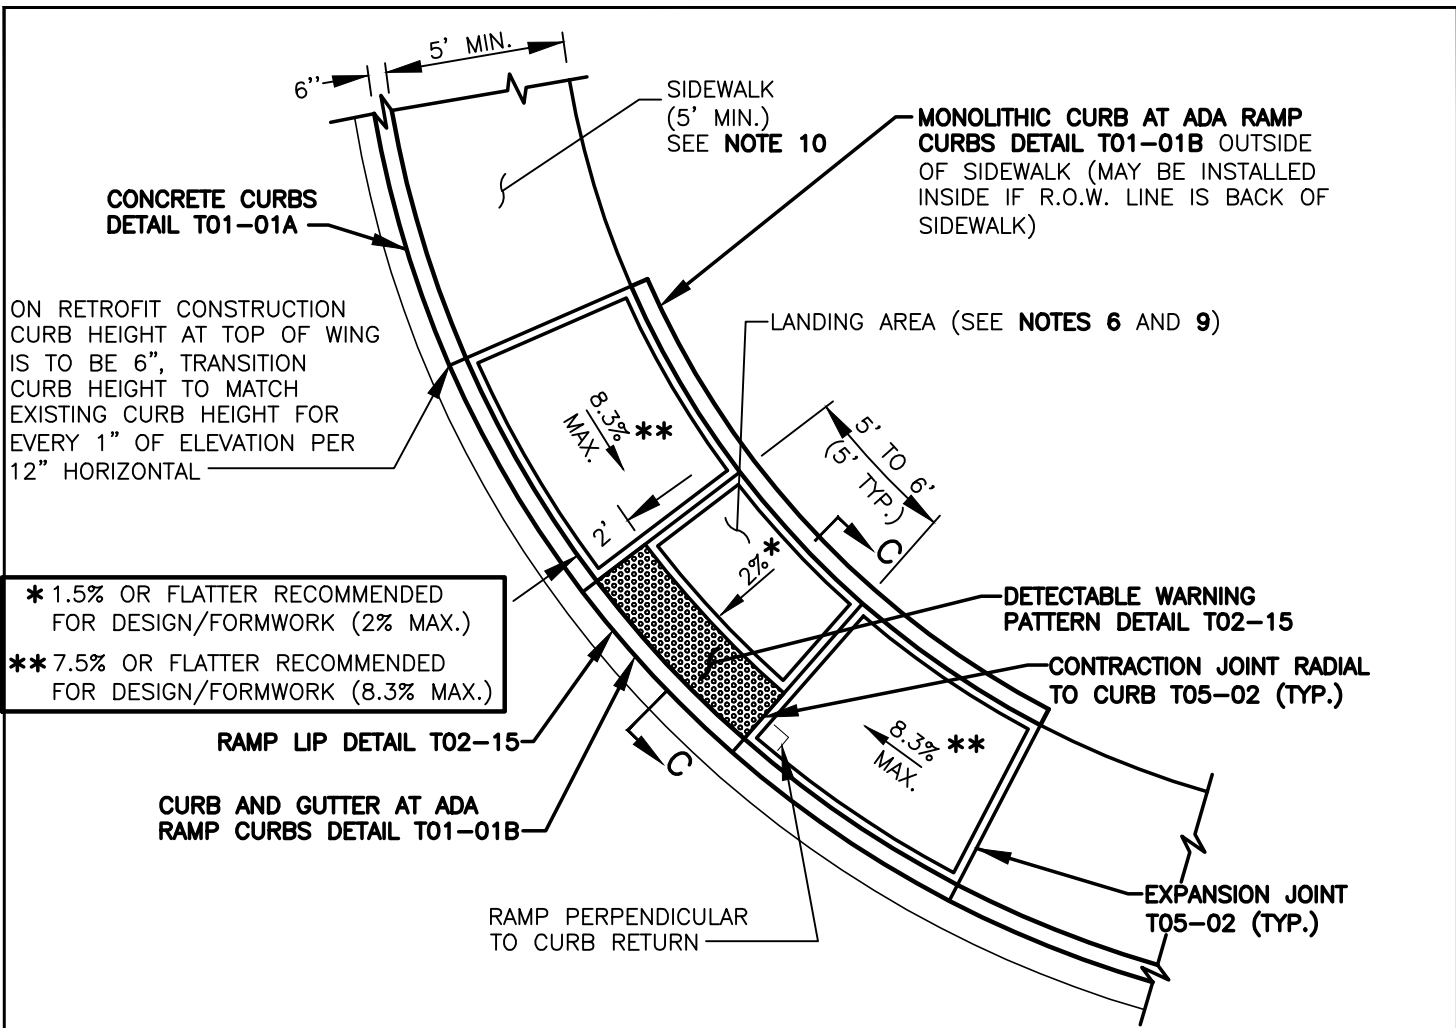 5' MIN.
6''
SIDEWALK
(5' MIN.)
SEE NOTE 10
MONOLITHIC CURB AT ADA RAMP
CURBS DETAIL T01-01B OUTSIDE
OF SIDEWALK (MAY BE INSTALLED
INSIDE IF R.O.W. LINE IS BACK OF
SIDEWALK)
CONCRETE CURBS
DETAIL T01-01A
ON RETROFIT CONSTRUCTION
CURB HEIGHT AT TOP OF WING
IS TO BE 6", TRANSITION
CURB HEIGHT TO MATCH
EXISTING CURB HEIGHT FOR
EVERY 1" OF ELEVATION PER
12" HORIZONTAL
LANDING AREA (SEE NOTES 6 AND 9)
8.3% **
MAX.
5' TO 6'
(5' TYP.)
2'
2% *
C
* 1.5% OR FLATTER RECOMMENDED
FOR DESIGN/FORMWORK (2% MAX.)
** 7.5% OR FLATTER RECOMMENDED
FOR DESIGN/FORMWORK (8.3% MAX.)
DETECTABLE WARNING
PATTERN DETAIL T02-15
CONTRACTION JOINT RADIAL
TO CURB T05-02 (TYP.)
RAMP LIP DETAIL T02-15
C
8.3% **
MAX.
CURB AND GUTTER AT ADA
RAMP CURBS DETAIL T01-01B
RAMP PERPENDICULAR
TO CURB RETURN
EXPANSION JOINT
T05-02 (TYP.)